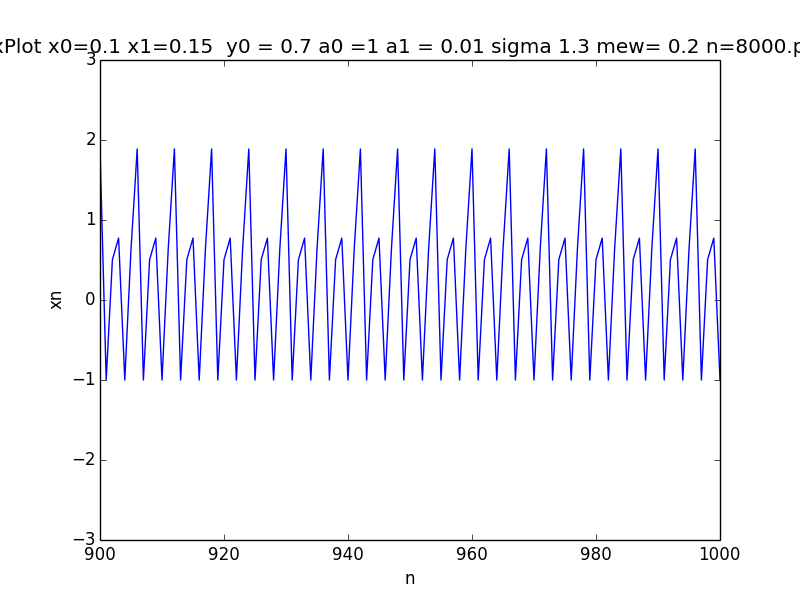 xPlot x0=0.1 x1=0.15  y0 = 0.7 a0 =1 a1 = 0.01 sigma 1.3 mew= 0.2 n=8000.p
3
2
1
0
−1
−2
−3
xn
900 920 940 960 980 1000
n